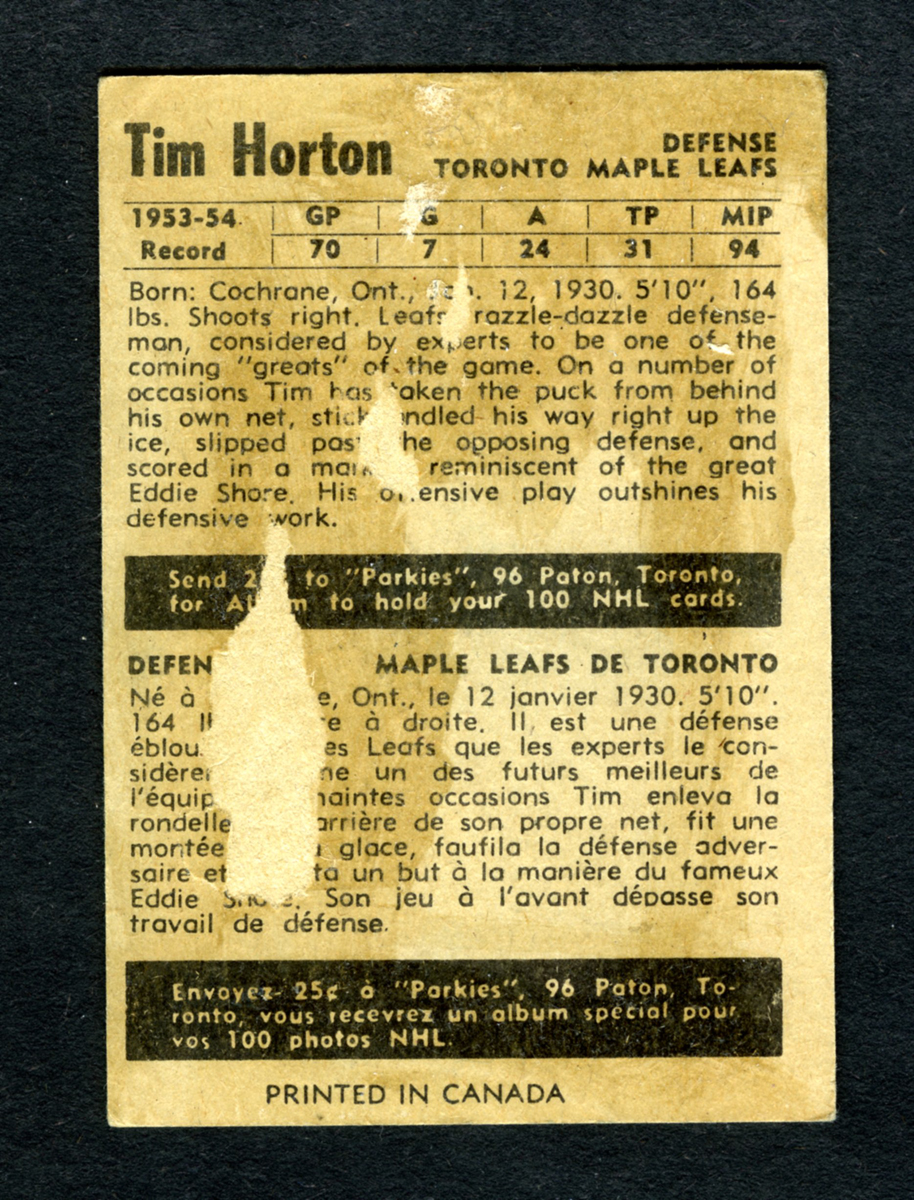 Tim Horton
DEFENSE
TORONTO MAPLE LEAFS
1953-54 GP G A TP MIP
Record 70 7 24 31 94
Born: Cochrane, Ont., 12, 1930. 5'10", 164
lbs. Shoots right. Leafs razzle-dazzle defense-
man, considered by experts to be one of the
coming "greats" of the game. On a number of
occasions Tim has taken the puck from behind
his own net, his way right up the
ice, slipped past the opposing defense, and
scored in a reminiscent of the great
Eddie Shore. His offensive play outshines his
defensive work.
Send to "Parkies", 96 Paton, Toronto,
for Album to hold your 100 NHL cards.
MAPLE LEAFS DE TORONTO
Né à Ont., le 12 janvier 1930. 5'10".
164 à droite. Il est une défense
Leafs que les experts le con-
un des futurs meilleurs de
occasions Tim enleva la
rondelle de son propre net, fit une
montée glace, faufila la défense adver-
saire et un but à la manière du fameux
Eddie Shore. Son jeu à l'avant dépasse son
travail de défense.
Envoyez 25¢ à "Parkies", 96 Paton, To-
ronto, vous recevrez un album spécial pour
vos 100 photos NHL.
PRINTED IN CANADA